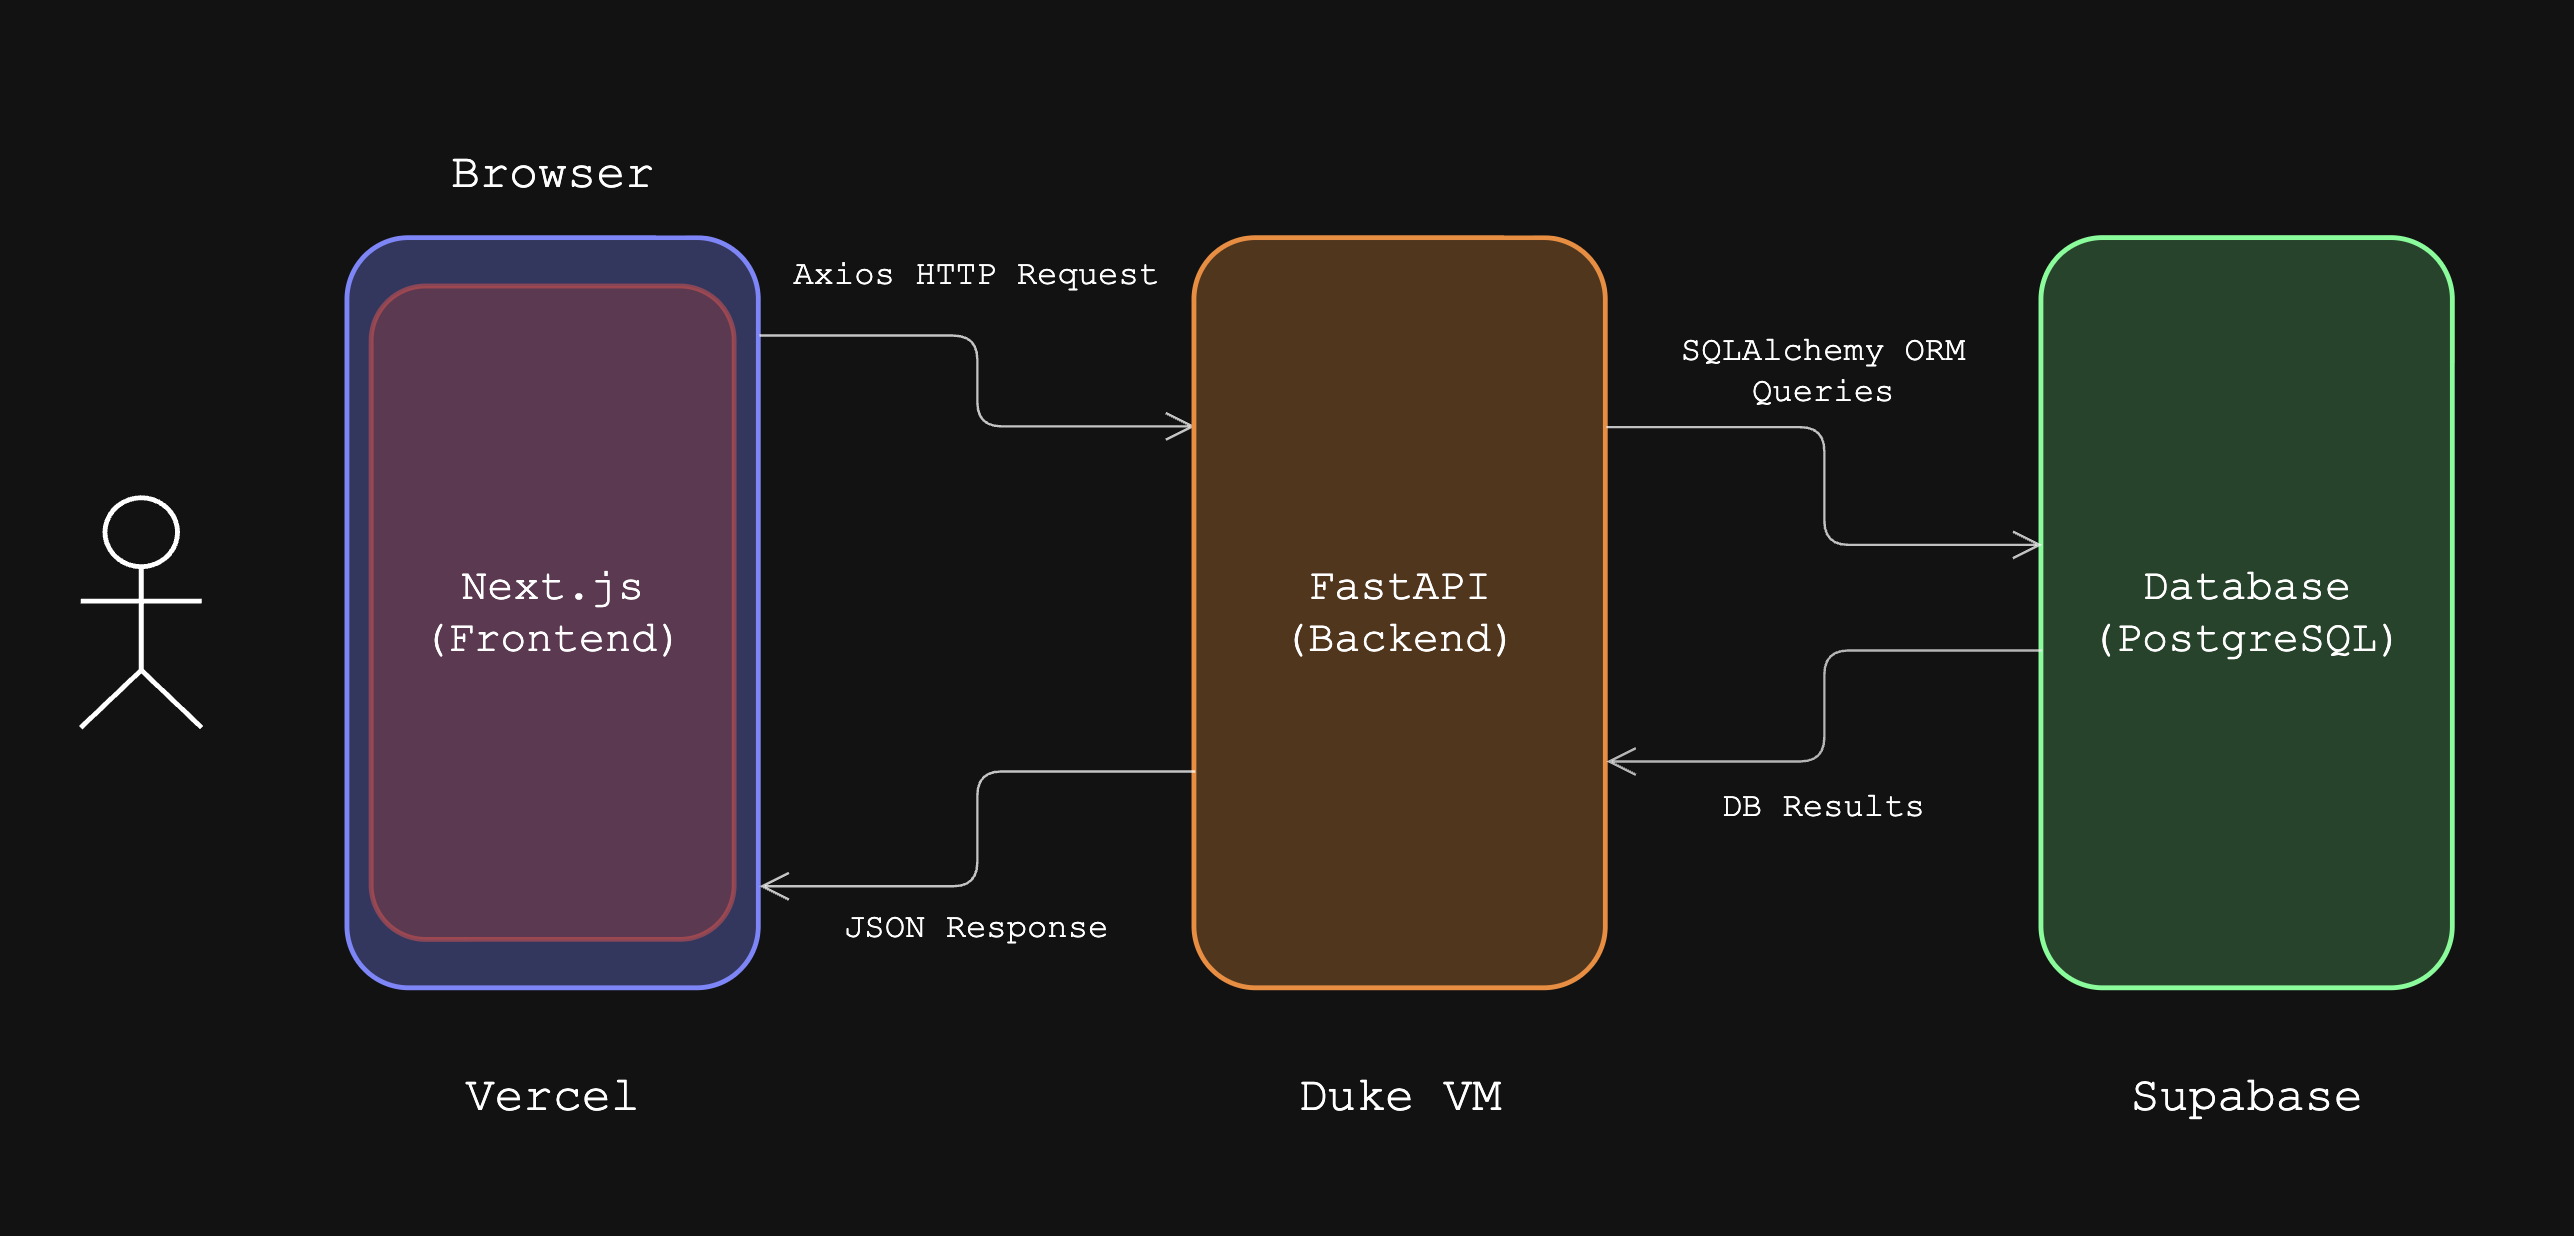 Browser
Axios HTTP Request
SQLAlchemy ORM
Queries
Next.js
(Frontend)
FastAPI
(Backend)
Database
(PostgreSQL)
DB Results
JSON Response
Vercel
Duke VM
Supabase